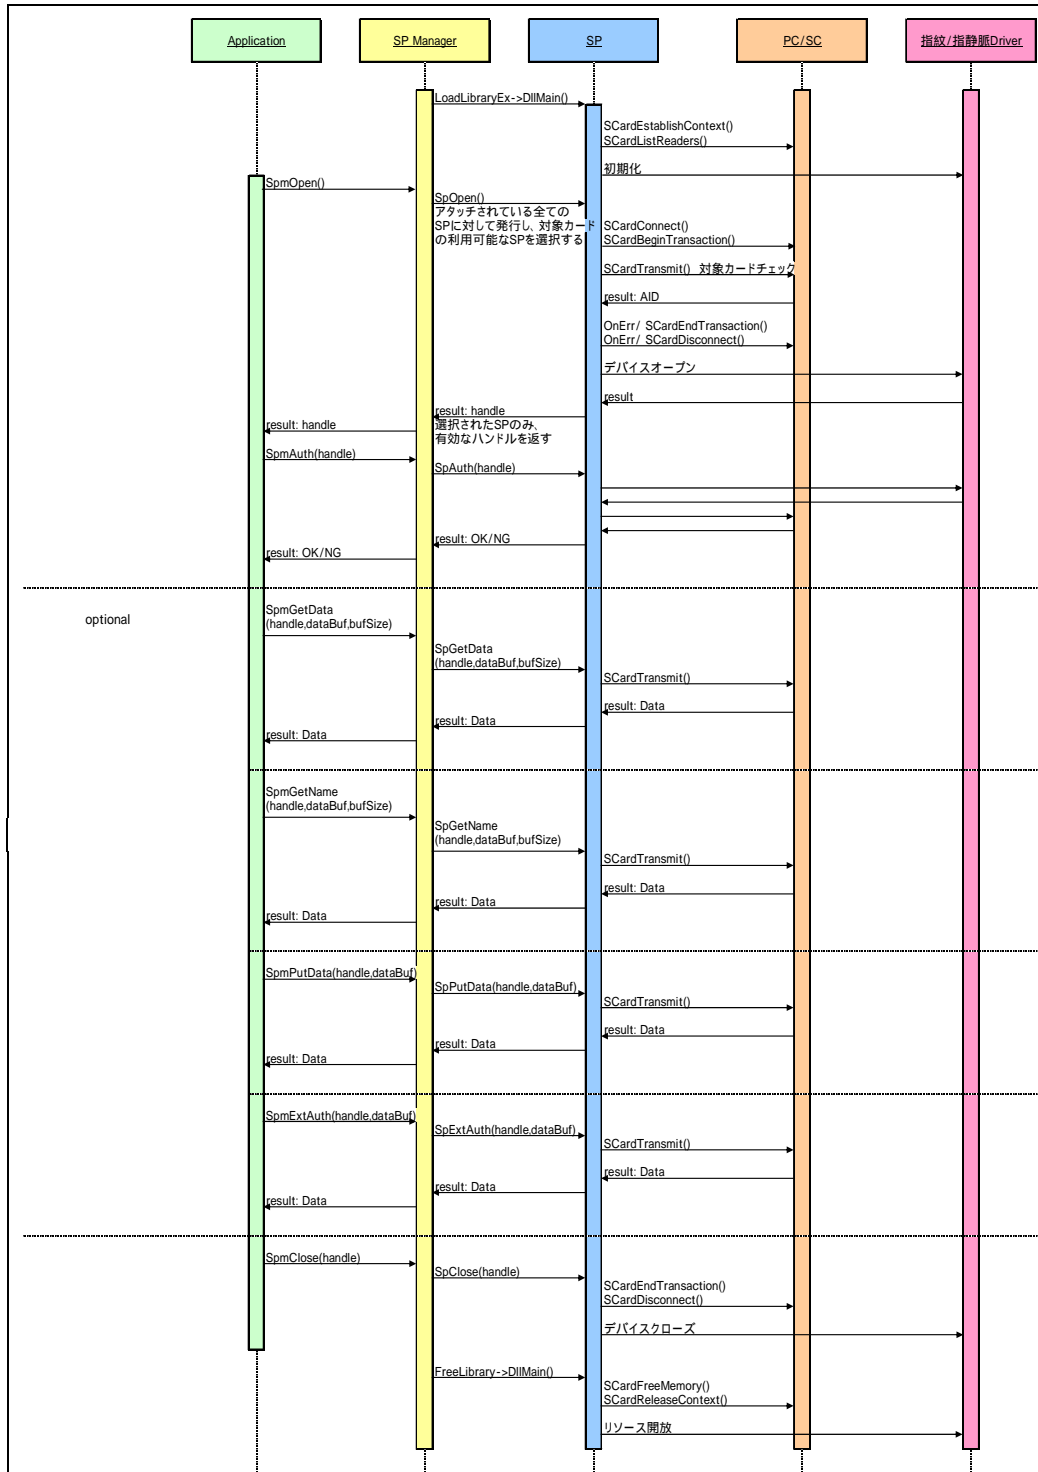 Application
SP Manager
SP
PC/SC
指紋/指静脈Driver
LoadLibraryEx->DllMain()
SCardEstablishContext()
SCardListReaders()
初期化
SpmOpen()
SpOpen()
アタッチされている全ての
SPに対して発行し、対象カード
の利用可能なSPを選択する
SCardConnect()
SCardBeginTransaction()
SCardTransmit() 対象カードチェック
result: AID
OnErr/ SCardEndTransaction()
OnErr/ SCardDisconnect()
デバイスオープン
result
result: handle
選択されたSPのみ、
有効なハンドルを返す
result: handle
SpmAuth(handle)
SpAuth(handle)
result: OK/NG
result: OK/NG
optional
SpmGetData
(handle,dataBuf,bufSize)
SpGetData
(handle,dataBuf,bufSize)
SCardTransmit()
result: Data
result: Data
result: Data
SpmGetName
(handle,dataBuf,bufSize)
SpGetName
(handle,dataBuf,bufSize)
SCardTransmit()
result: Data
result: Data
result: Data
SpmPutData(handle,dataBuf)
SpPutData(handle,dataBuf)
SCardTransmit()
result: Data
result: Data
result: Data
SpmExtAuth(handle,dataBuf)
SpExtAuth(handle,dataBuf)
SCardTransmit()
result: Data
result: Data
result: Data
SpmClose(handle)
SpClose(handle)
SCardEndTransaction()
SCardDisconnect()
デバイスクローズ
FreeLibrary->DllMain()
SCardFreeMemory()
SCardReleaseContext()
リソース開放